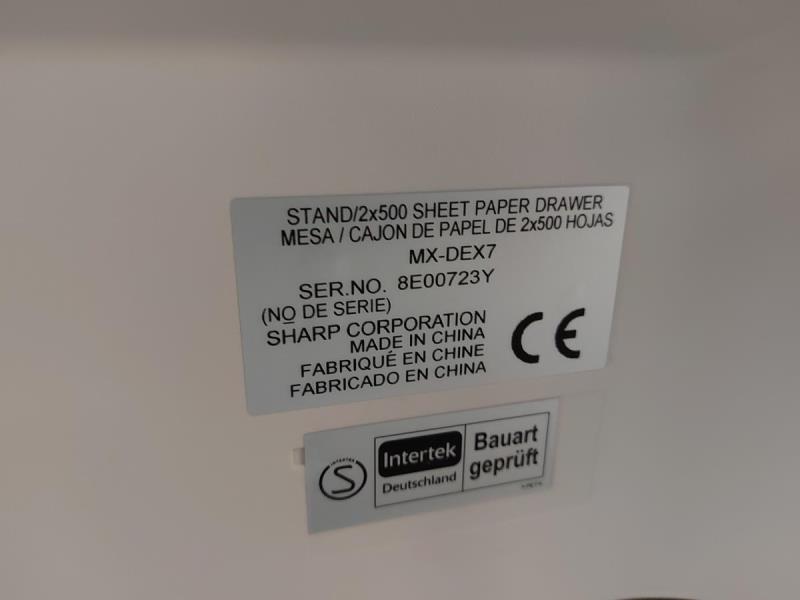 STAND/2x500 SHEET PAPER DRAWER
MESA / CAJON DE PAPEL DE 2x500 HOJAS
MX-DEX7
SER.NO. 8E00723Y
(NO DE SERIE)
SHARP CORPORATION
MADE IN CHINA
FABRIQUÉ EN CHINE
FABRICADO EN CHINA
CE
INTERTEK
S
Intertek
Deutschland
Bauart
geprüft